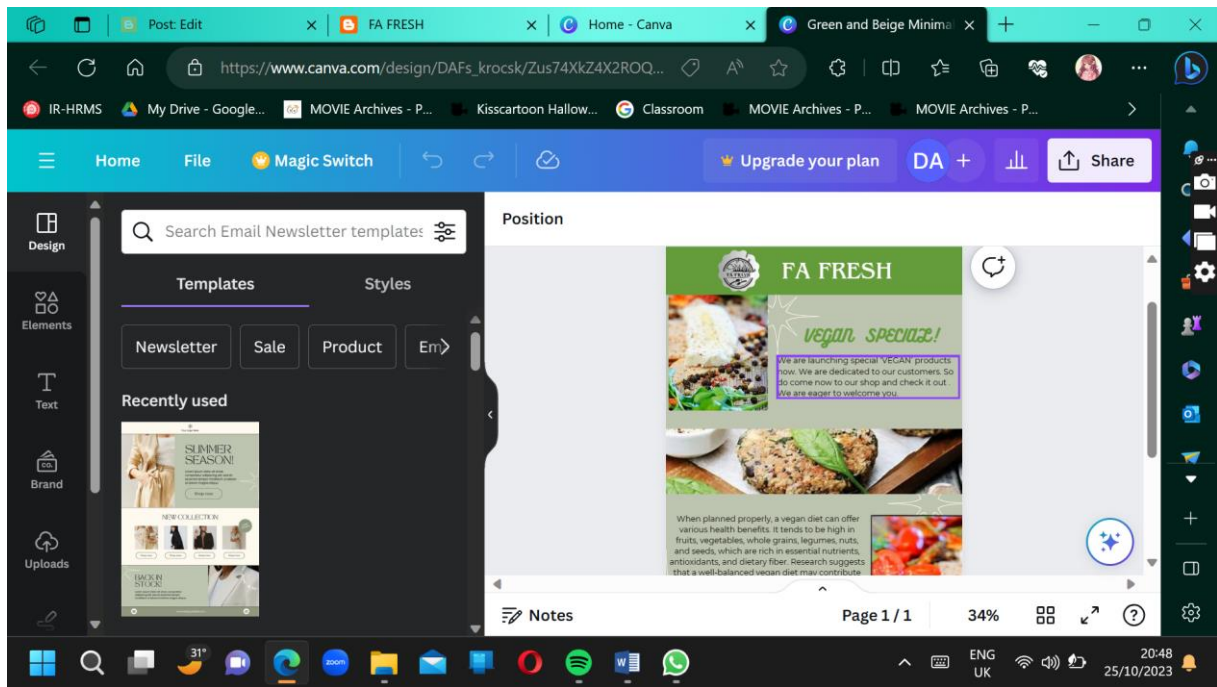 Post: Edit
FA FRESH
Home - Canva
Green and Beige Minima
https://www.canva.com/design/DAFs_krocsk/Zus74XkZ4X2ROQ...
IR-HRMS
My Drive - Google...
MOVIE Archives - P...
Kisscartoon Hallow...
Classroom
MOVIE Archives - P...
MOVIE Archives - P...
Home
File
Magic Switch
Upgrade your plan
DA
+
Share
Design
Elements
Text
Brand
Uploads
Search Email Newsletter templates
Templates
Styles
Newsletter
Sale
Product
Em
Recently used
SUMMER
SEASON!
Shop now
NEW COLLECTION
BACK IN
STOCK!
Position
FA FRESH
VEGAN SPECIAL!
We are launching special 'VEGAN' products
now. We are dedicated to our customers. So
do come now to our shop and check it out .
We are eager to welcome you.
When planned properly, a vegan diet can offer
various health benefits. It tends to be high in
fruits, vegetables, whole grains, legumes, nuts,
and seeds, which are rich in essential nutrients,
antioxidants, and dietary fiber. Research suggests
that a well-balanced vegan diet may contribute
Notes
Page 1 / 1
34%
31°
zoom
ENG
UK
20:48
25/10/2023